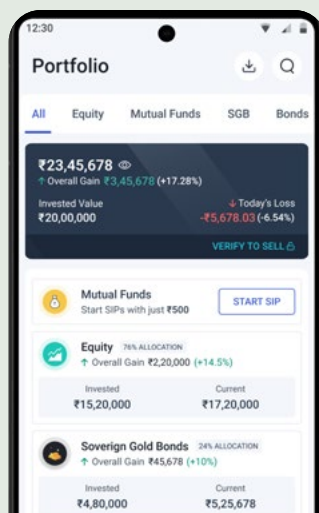 12:30
Portfolio
All Equity Mutual Funds SGB Bonds
₹23,45,678
↑ Overall Gain ₹3,45,678 (+17.28%)
Invested Value ↓ Today's Loss
₹20,00,000 -₹5,678.03 (-6.54%)
VERIFY TO SELL
Mutual Funds
Start SIPs with just ₹500
START SIP
Equity 76% ALLOCATION
↑ Overall Gain ₹2,20,000 (+14.5%)
Invested Current
₹15,20,000 ₹17,20,000
Soverign Gold Bonds 24% ALLOCATION
↑ Overall Gain ₹45,678 (+10%)
Invested Current
₹4,80,000 ₹5,25,678